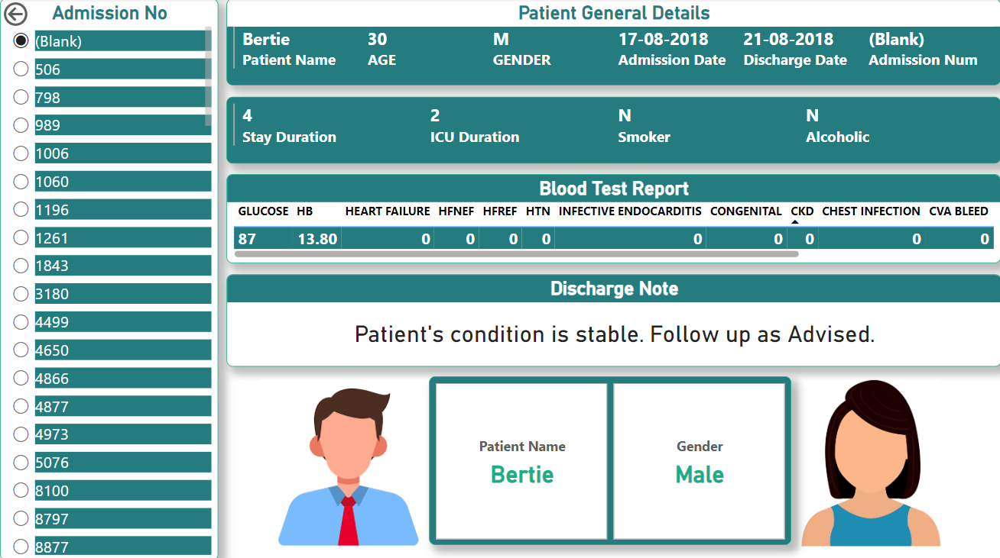 Admission No
(Blank)
506
798
989
1006
1060
1196
1261
1843
3180
4499
4650
4866
4877
4973
5076
8100
8797
8877
Patient General Details
Bertie 30 M 17-08-2018 21-08-2018 (Blank)
Patient Name AGE GENDER Admission Date Discharge Date Admission Num
4 2 N N
Stay Duration ICU Duration Smoker Alcoholic
Blood Test Report
GLUCOSE HB HEART FAILURE HFNEF HFREF HTN INFECTIVE ENDOCARDITIS CONGENITAL CKD CHEST INFECTION CVA BLEED
87 13.80 0 0 0 0 0 0 0 0 0
Discharge Note
Patient's condition is stable. Follow up as Advised.
Patient Name Gender
Bertie Male